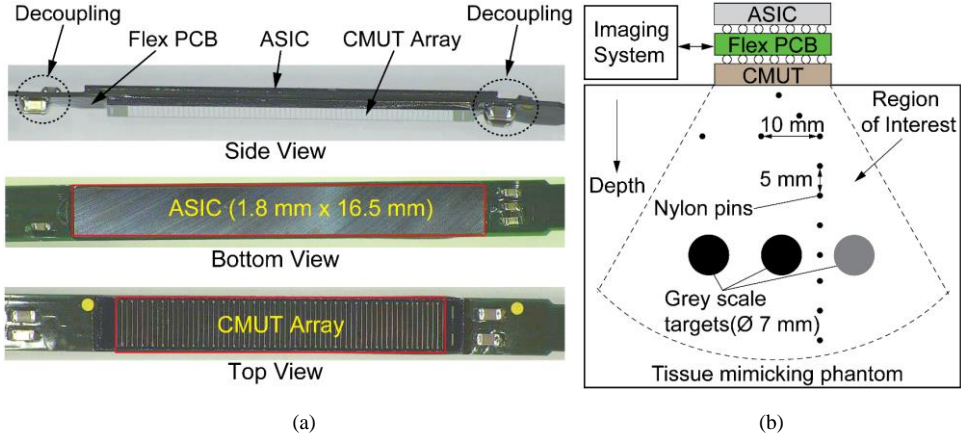 Decoupling
Flex PCB
ASIC
CMUT Array
Decoupling
Side View
ASIC (1.8 mm x 16.5 mm)
Bottom View
CMUT Array
Top View
(a)
Imaging
System
ASIC
Flex PCB
CMUT
Depth
10 mm
Region
of Interest
5 mm
Nylon pins
Grey scale
targets(Ø 7 mm)
Tissue mimicking phantom
(b)